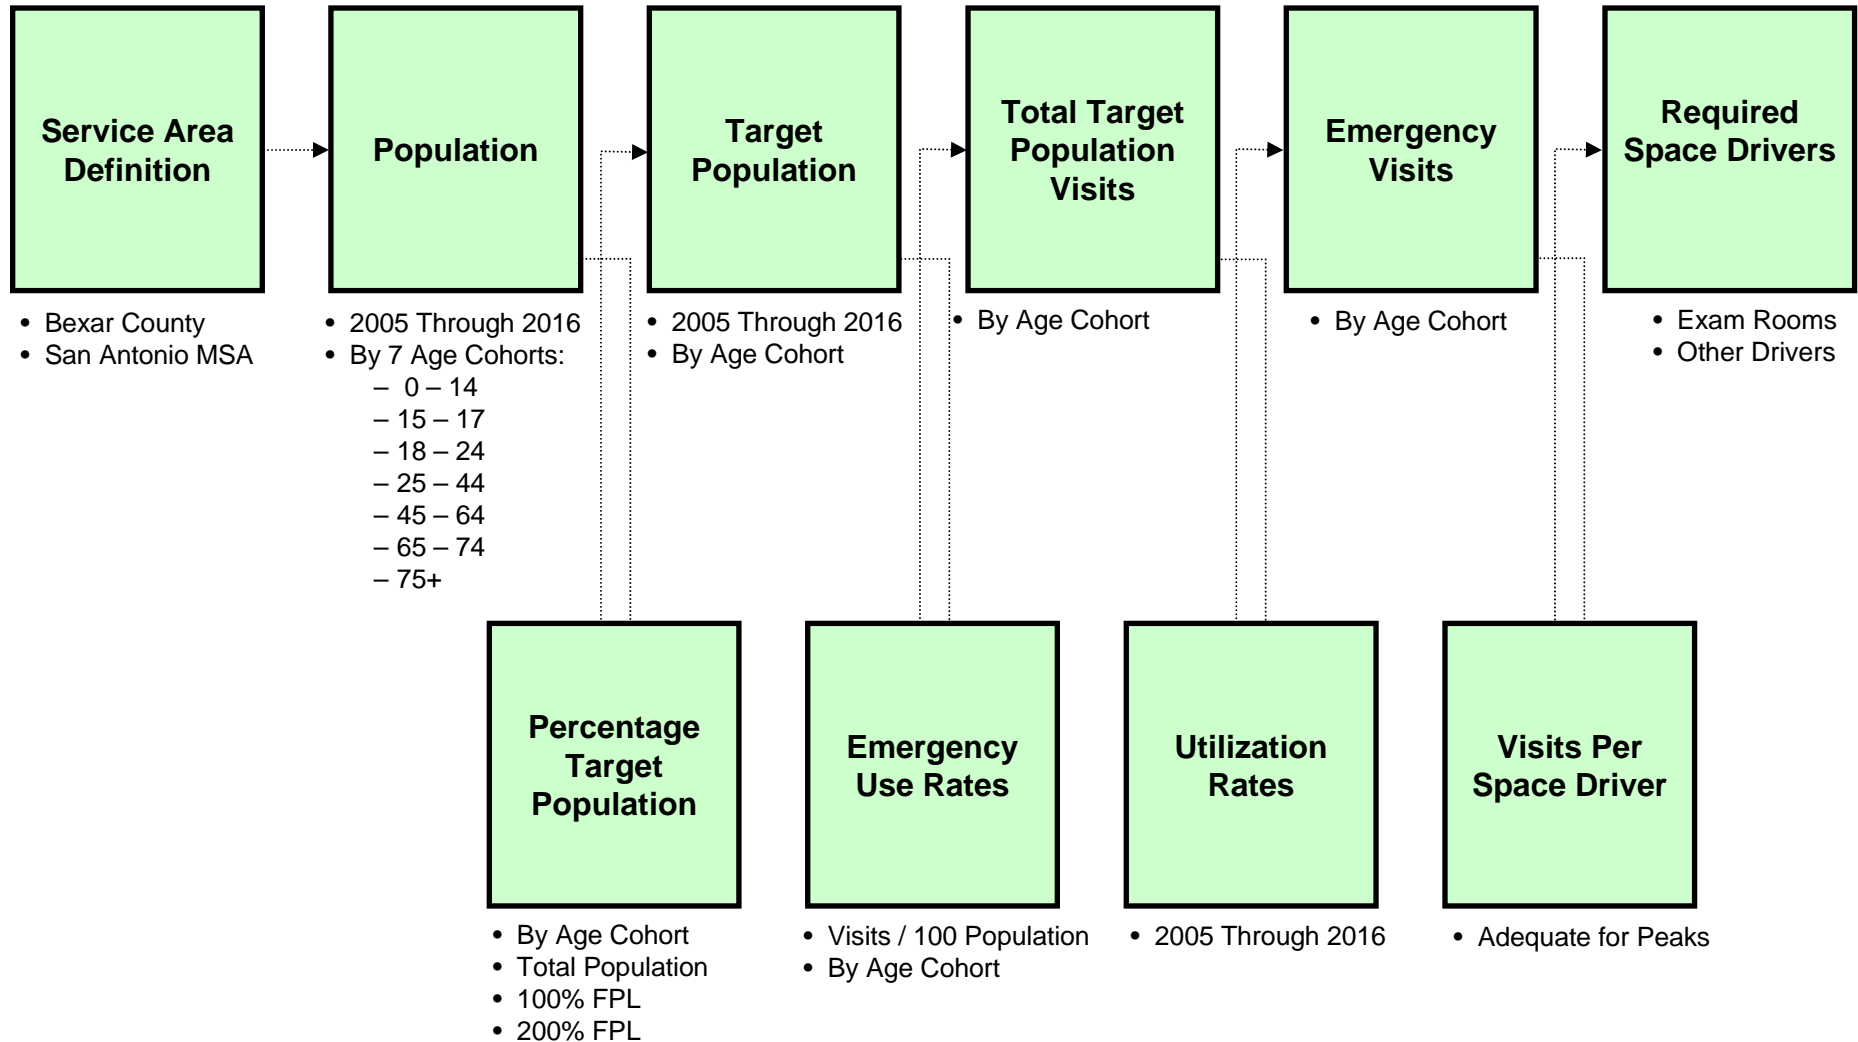 Service Area
Definition
Population
Target
Population
Total Target
Population
Visits
Emergency
Visits
Required
Space Drivers
• Bexar County
• San Antonio MSA
• 2005 Through 2016
• By 7 Age Cohorts:
– 0 – 14
– 15 – 17
– 18 – 24
– 25 – 44
– 45 – 64
– 65 – 74
– 75+
• 2005 Through 2016
• By Age Cohort
• By Age Cohort
• By Age Cohort
• Exam Rooms
• Other Drivers
Percentage
Target
Population
Emergency
Use Rates
Utilization
Rates
Visits Per
Space Driver
• By Age Cohort
• Total Population
• 100% FPL
• 200% FPL
• Visits / 100 Population
• By Age Cohort
• 2005 Through 2016
• Adequate for Peaks